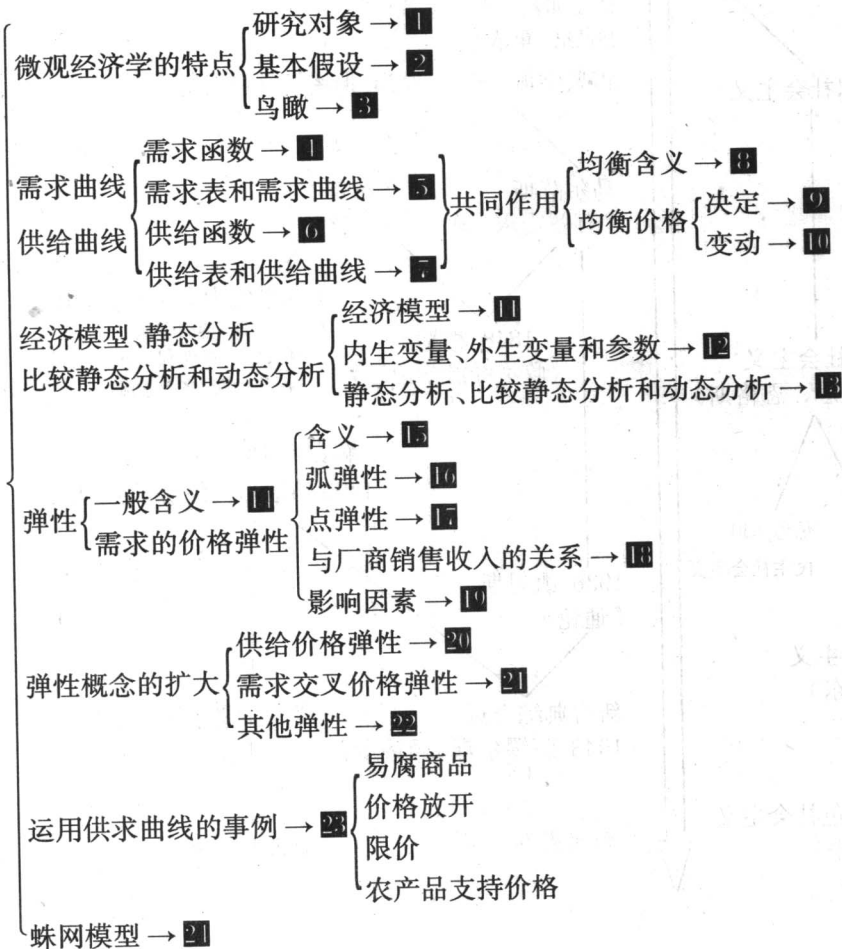 微观经济学的特点
研究对象 → 1
基本假设 → 2
鸟瞰 → 3
需求曲线
供给曲线
需求函数 → 4
需求表和需求曲线 → 5
供给函数 → 6
供给表和供给曲线 → 7
共同作用
均衡含义 → 8
均衡价格
决定 → 9
变动 → 10
经济模型、静态分析
比较静态分析和动态分析
经济模型 → 11
内生变量、外生变量和参数 → 12
静态分析、比较静态分析和动态分析 → 13
弹性
一般含义 → 14
需求的价格弹性
含义 → 15
弧弹性 → 16
点弹性 → 17
与厂商销售收入的关系 → 18
影响因素 → 19
弹性概念的扩大
供给价格弹性 → 20
需求交叉价格弹性 → 21
其他弹性 → 22
运用供求曲线的事例 → 23
易腐商品
价格放开
限价
农产品支持价格
蛛网模型 → 24